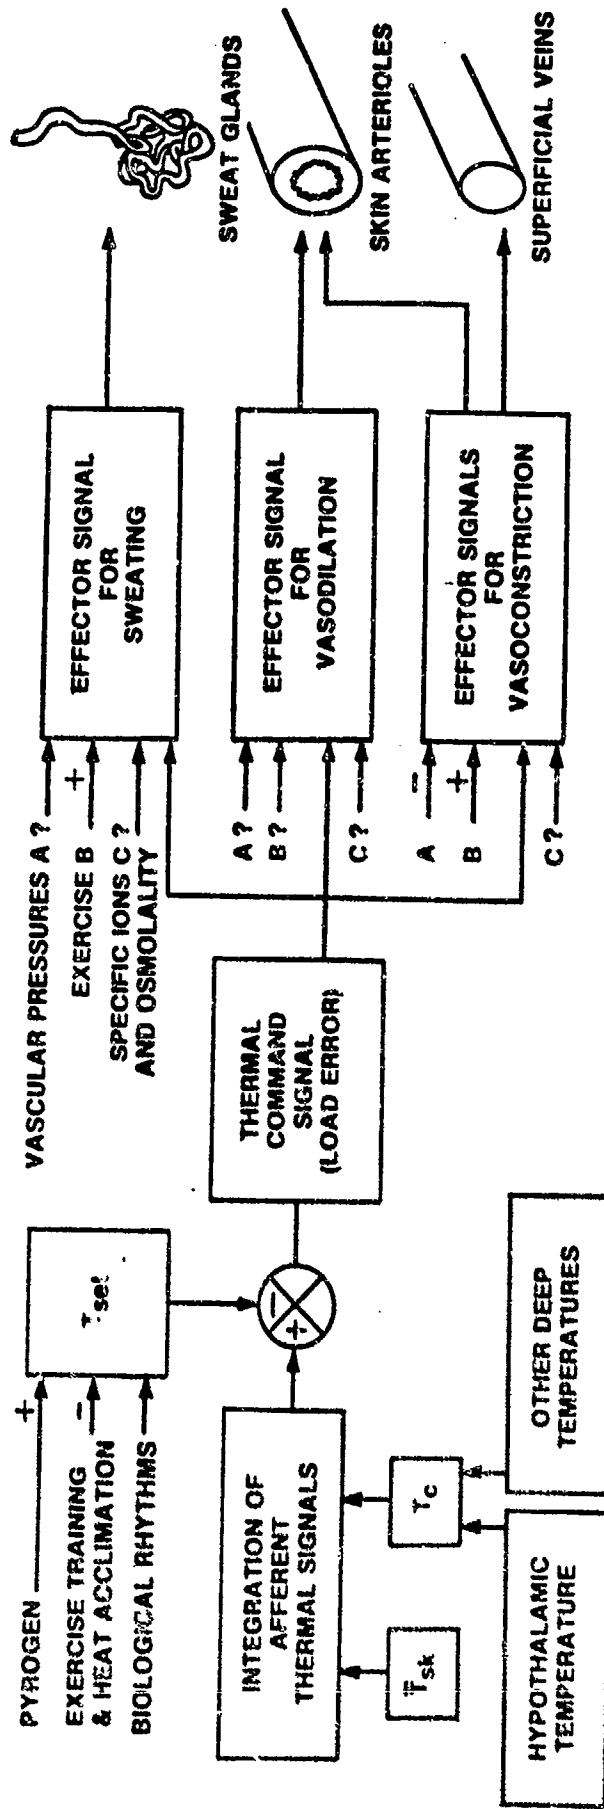 PYROGEN
+
EXERCISE TRAINING
& HEAT ACCLIMATION
-
BIOLOGICAL RHYTHMS
Tset
INTEGRATION OF
AFFERENT
THERMAL SIGNALS
T̅sk
Tc
HYPOTHALAMIC
TEMPERATURE
OTHER DEEP
TEMPERATURES
+
-
THERMAL
COMMAND
SIGNAL
(LOAD ERROR)
VASCULAR PRESSURES A ?
EXERCISE B
+
SPECIFIC IONS C ?
AND OSMOLALITY
EFFECTOR SIGNAL
FOR
SWEATING
SWEAT GLANDS
A ?
B ?
C ?
EFFECTOR SIGNAL
FOR
VASODILATION
SKIN ARTERIOLES
A
-
B
+
C ?
EFFECTOR SIGNALS
FOR
VASOCONSTRICTION
SUPERFICIAL VEINS